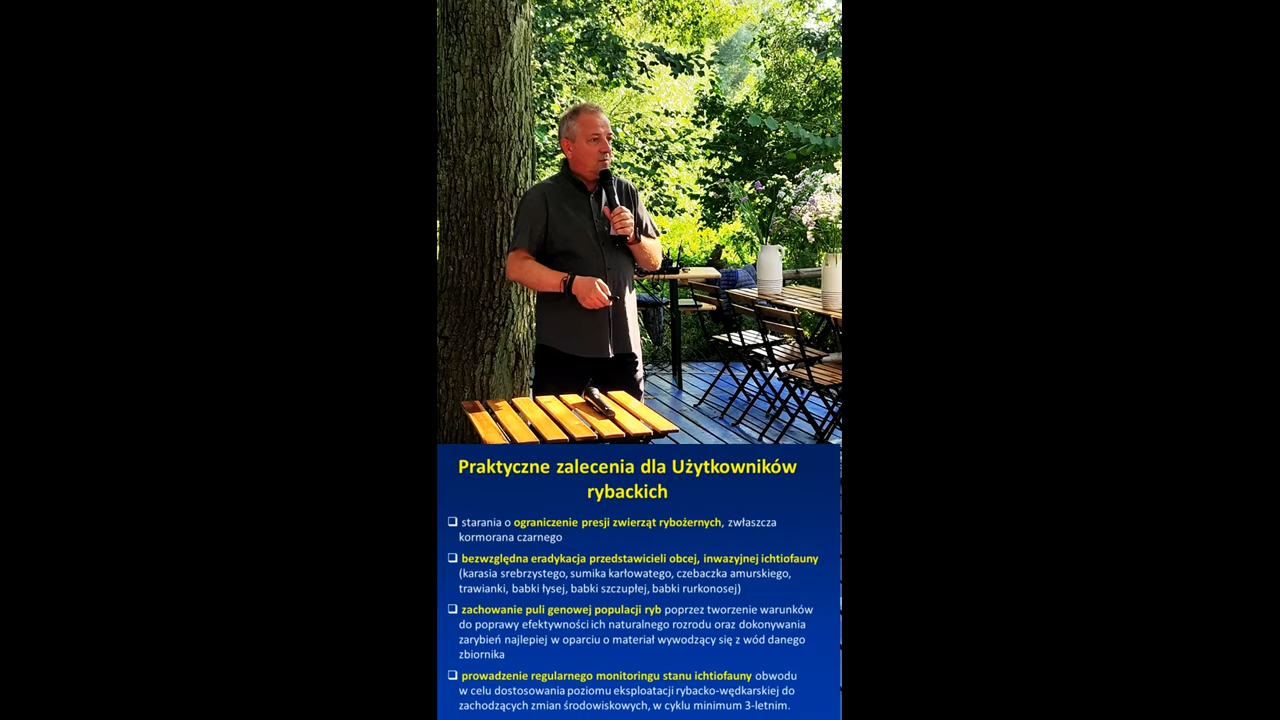 Praktyczne zalecenia dla Użytkowników
rybackich
❑ starania o ograniczenie presji zwierząt rybożernych, zwłaszcza
kormorana czarnego
❑ bezwzględna eradykacja przedstawicieli obcej, inwazyjnej ichtiofauny
(karasia srebrzystego, sumika karłowatego, czebaczka amurskiego,
trawianki, babki łysej, babki szczupłej, babki rurkonosej)
❑ zachowanie puli genowej populacji ryb poprzez tworzenie warunków
do poprawy efektywności ich naturalnego rozrodu oraz dokonywania
zarybień najlepiej w oparciu o materiał wywodzący się z wód danego
zbiornika
❑ prowadzenie regularnego monitoringu stanu ichtiofauny obwodu
w celu dostosowania poziomu eksploatacji rybacko-wędkarskiej do
zachodzących zmian środowiskowych, w cyklu minimum 3-letnim.